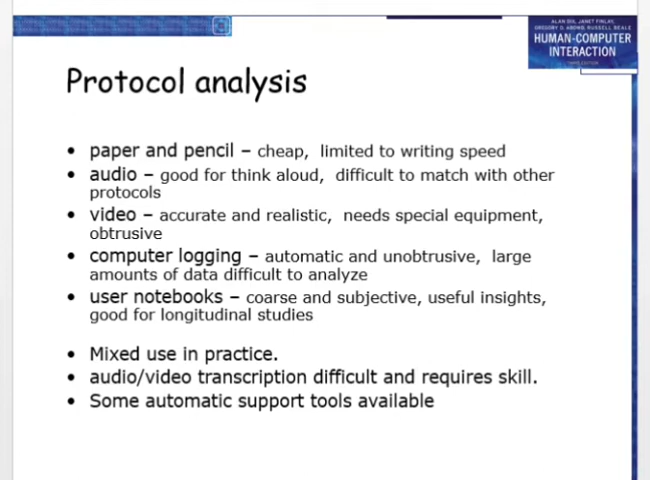 ALAN DIX, JANET FINLAY,
GREGORY D. ABOWD, RUSSELL BEALE
HUMAN-COMPUTER
INTERACTION
THIRD EDITION
Protocol analysis
• paper and pencil – cheap, limited to writing speed
• audio – good for think aloud, difficult to match with other
protocols
• video – accurate and realistic, needs special equipment,
obtrusive
• computer logging – automatic and unobtrusive, large
amounts of data difficult to analyze
• user notebooks – coarse and subjective, useful insights,
good for longitudinal studies
• Mixed use in practice.
• audio/video transcription difficult and requires skill.
• Some automatic support tools available